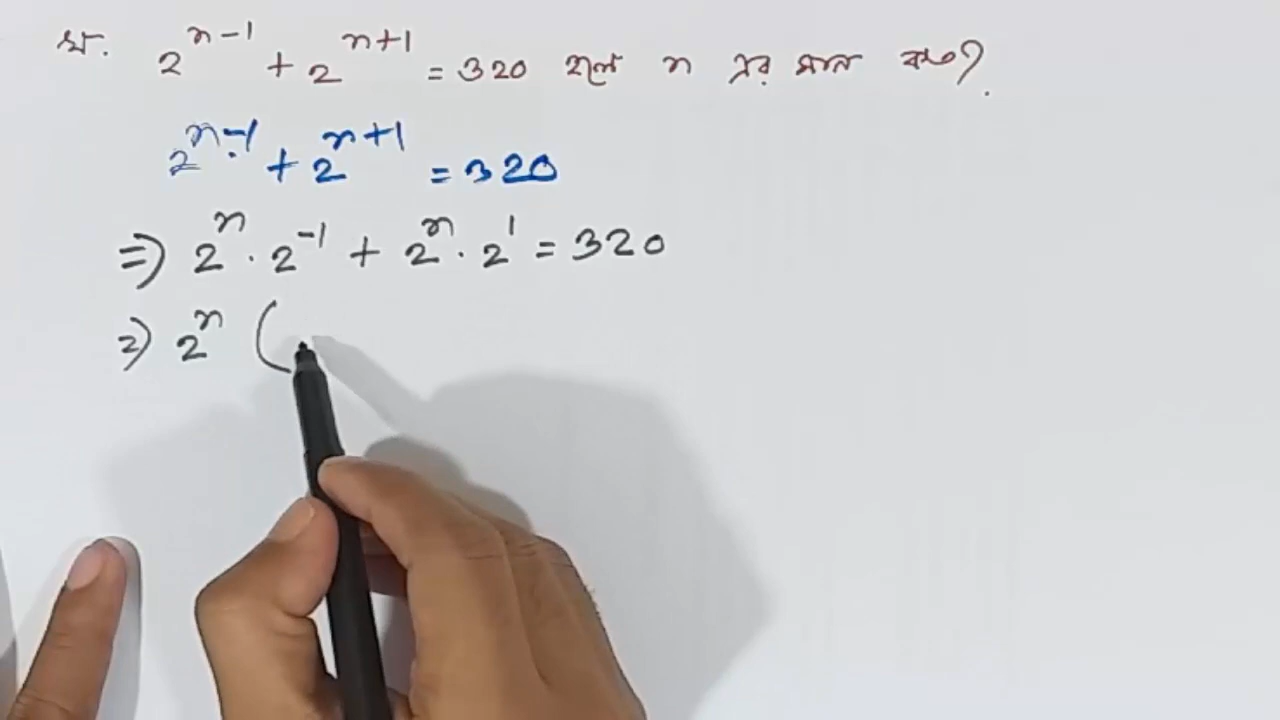 খ. 2^{n-1} + 2^{n+1} = 320 হলে n এর মান কত?
2^{n-1} + 2^{n+1} = 320
⇒) 2^n · 2^{-1} + 2^n · 2^1 = 320
⇒) 2^n (